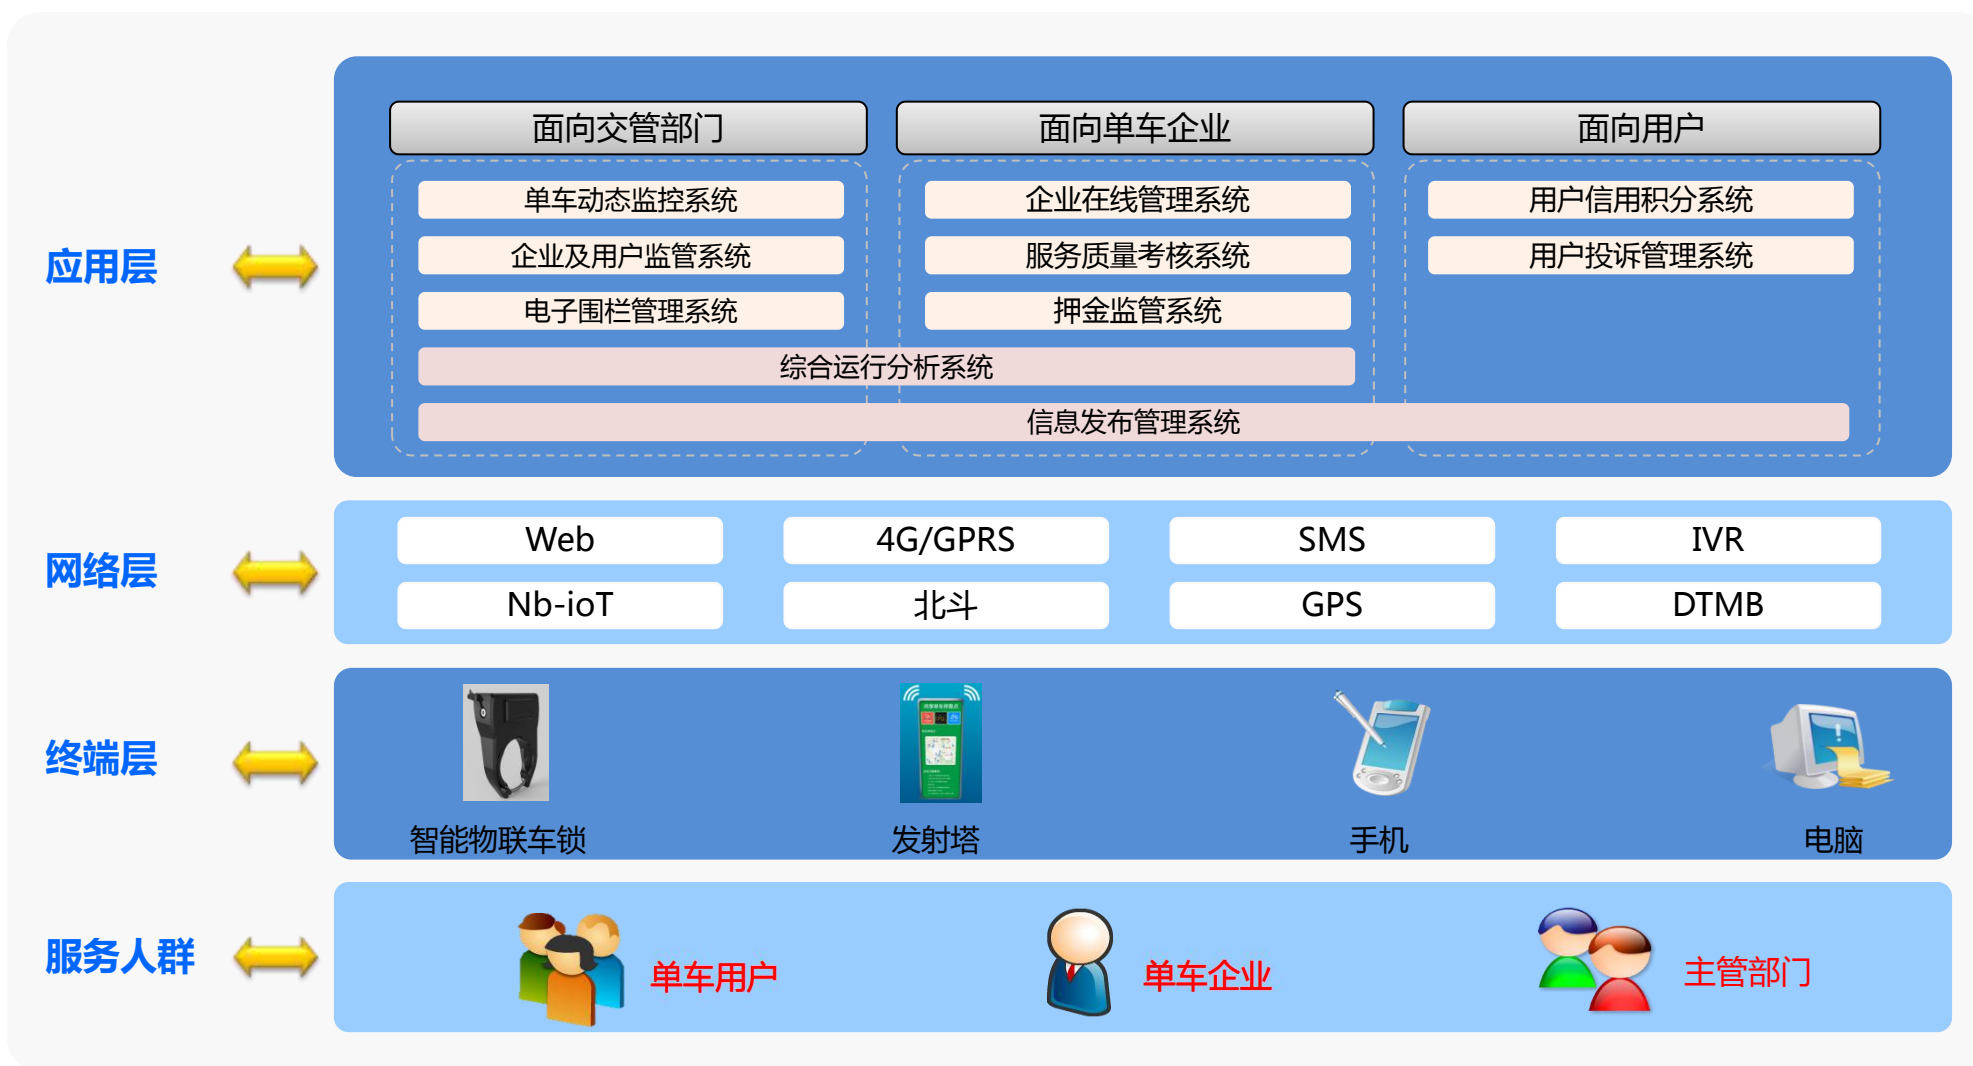 面向交管部门
面向单车企业
面向用户
单车动态监控系统
企业在线管理系统
用户信用积分系统
企业及用户监管系统
服务质量考核系统
用户投诉管理系统
电子围栏管理系统
押金监管系统
综合运行分析系统
信息发布管理系统
应用层
Web
4G/GPRS
SMS
IVR
网络层
Nb-ioT
北斗
GPS
DTMB
终端层
智能物联车锁
发射塔
手机
电脑
服务人群
单车用户
单车企业
主管部门